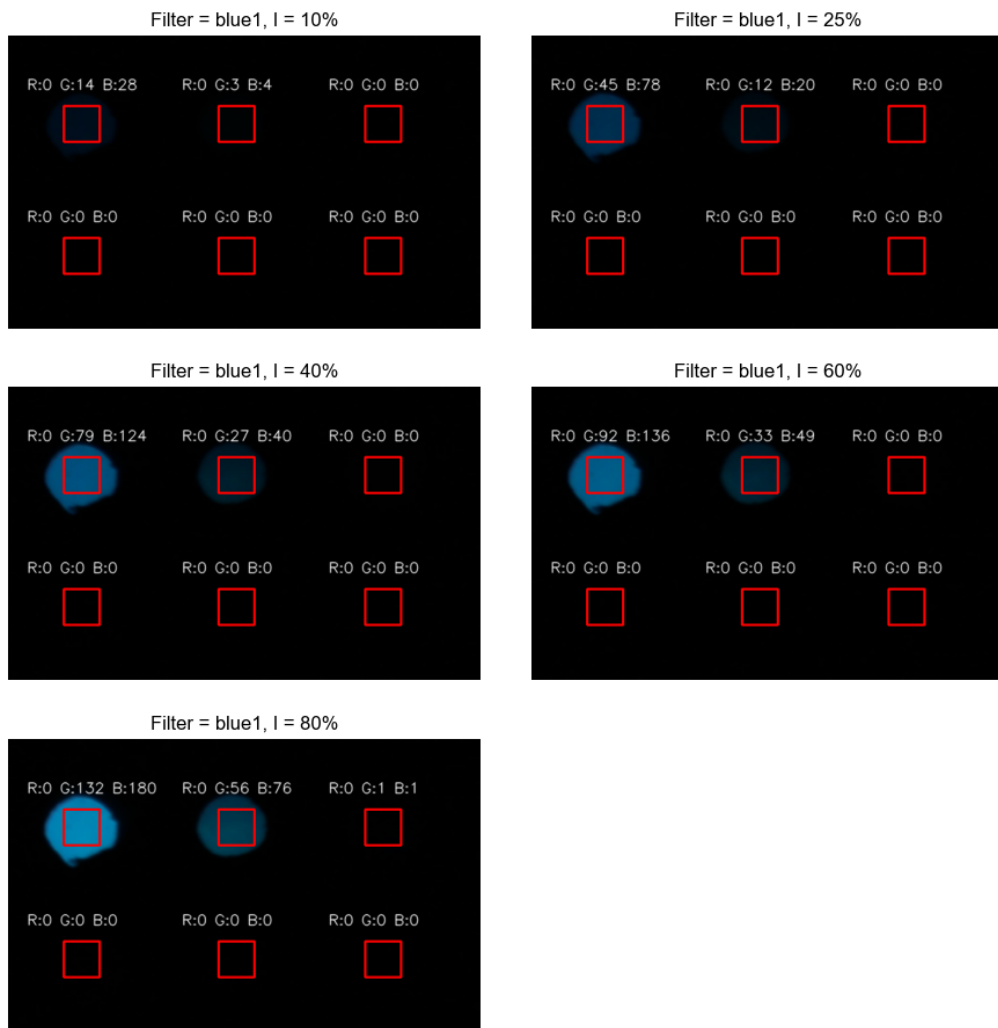 Filter = blue1, I = 10%
R:0 G:14 B:28 R:0 G:3 B:4 R:0 G:0 B:0
R:0 G:0 B:0 R:0 G:0 B:0 R:0 G:0 B:0
Filter = blue1, I = 25%
R:0 G:45 B:78 R:0 G:12 B:20 R:0 G:0 B:0
R:0 G:0 B:0 R:0 G:0 B:0 R:0 G:0 B:0
Filter = blue1, I = 40%
R:0 G:79 B:124 R:0 G:27 B:40 R:0 G:0 B:0
R:0 G:0 B:0 R:0 G:0 B:0 R:0 G:0 B:0
Filter = blue1, I = 60%
R:0 G:92 B:136 R:0 G:33 B:49 R:0 G:0 B:0
R:0 G:0 B:0 R:0 G:0 B:0 R:0 G:0 B:0
Filter = blue1, I = 80%
R:0 G:132 B:180 R:0 G:56 B:76 R:0 G:1 B:1
R:0 G:0 B:0 R:0 G:0 B:0 R:0 G:0 B:0